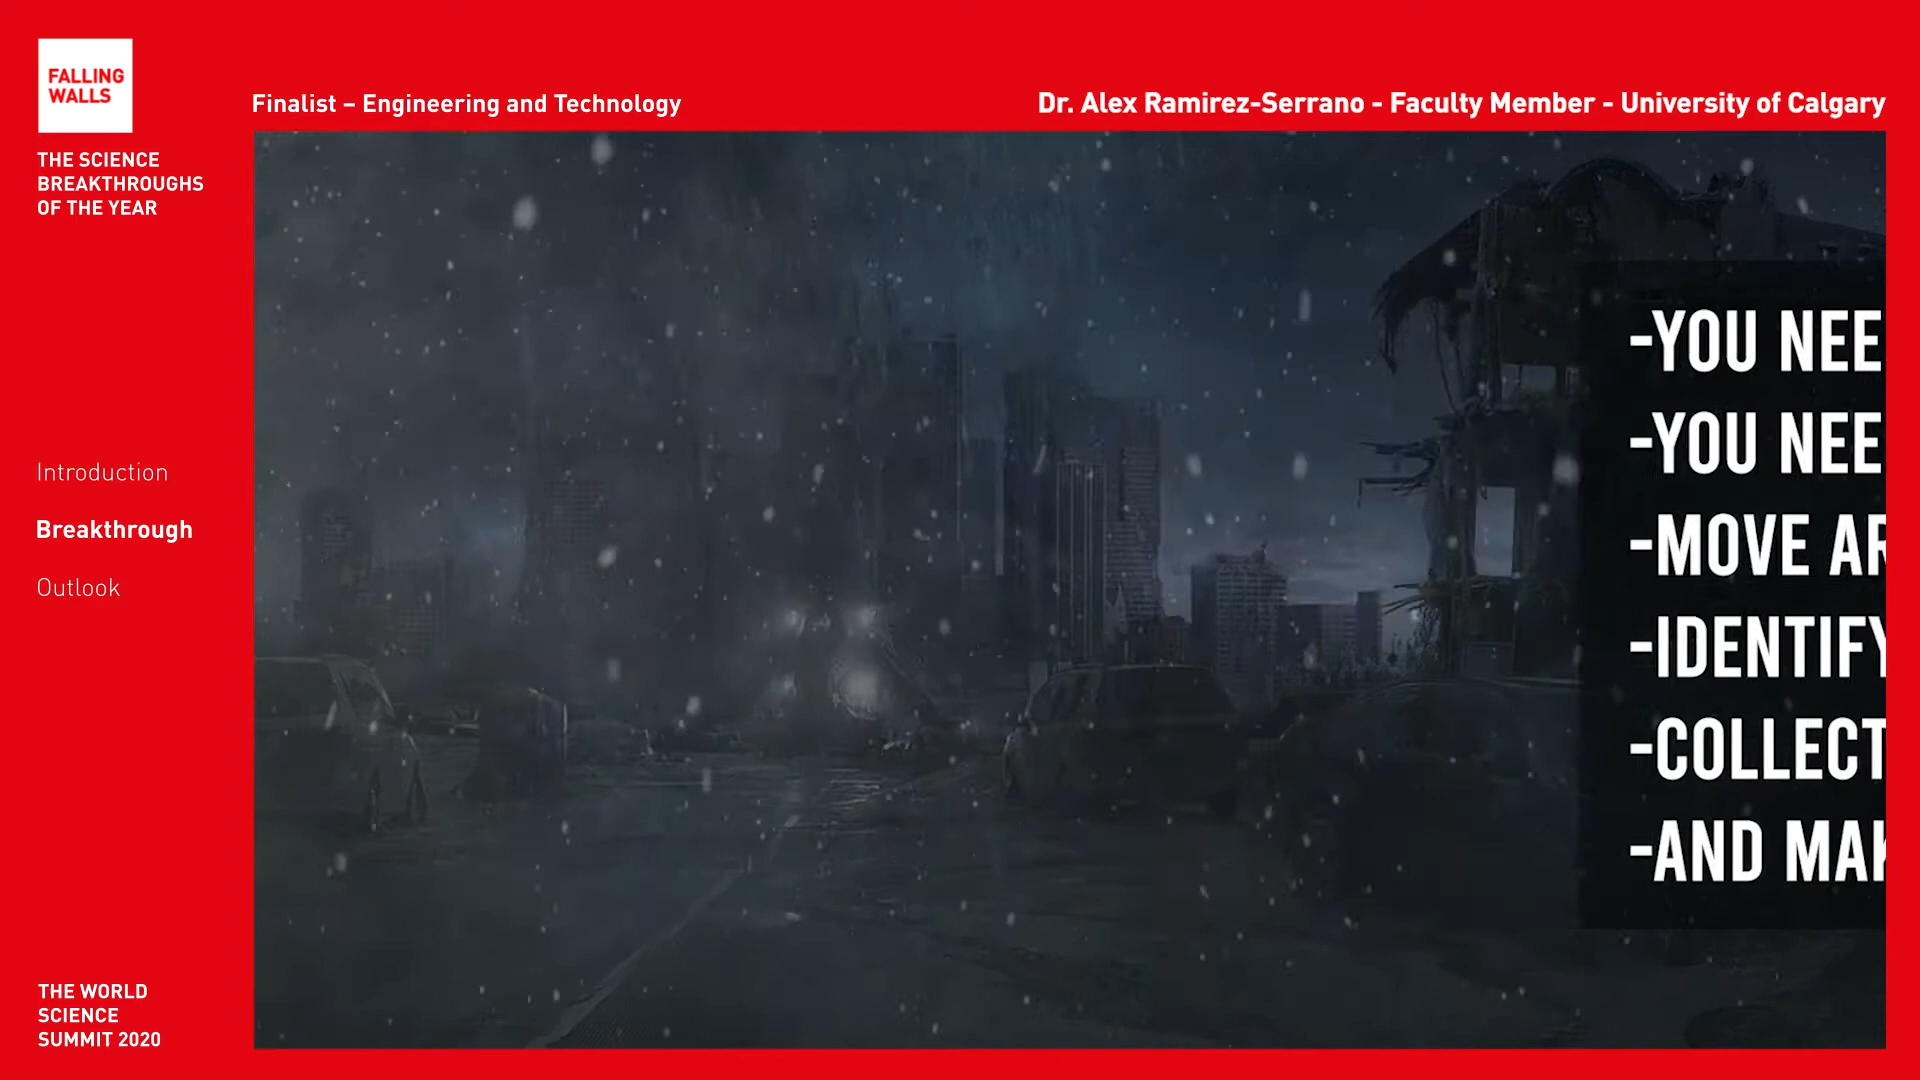 FALLING
WALLS
THE SCIENCE
BREAKTHROUGHS
OF THE YEAR
Finalist – Engineering and Technology
Dr. Alex Ramirez-Serrano - Faculty Member - University of Calgary
Introduction
Breakthrough
Outlook
-YOU NEE
-YOU NEE
-MOVE AR
-IDENTIFY
-COLLECT
-AND MAK
THE WORLD
SCIENCE
SUMMIT 2020